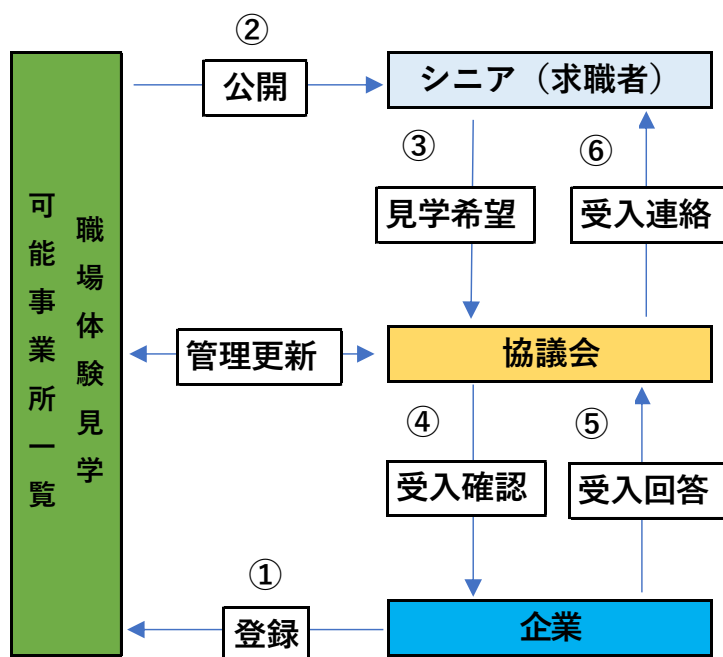 ②
公開
シニア（求職者）
③
⑥
見学希望
受入連絡
職場体験見学
可能事業所一覧
管理更新
協議会
④
⑤
受入確認
受入回答
①
登録
企業